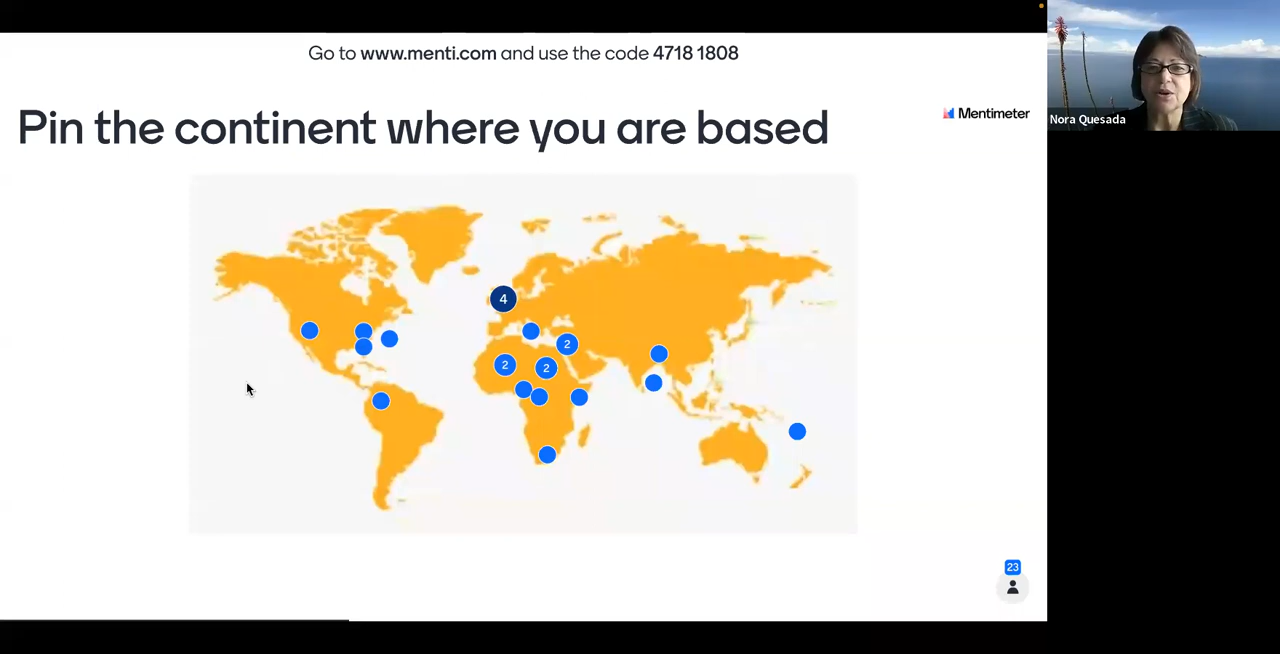 Go to www.menti.com and use the code 4718 1808
Pin the continent where you are based
Mentimeter
Nora Quesada
4
2
2
2
23